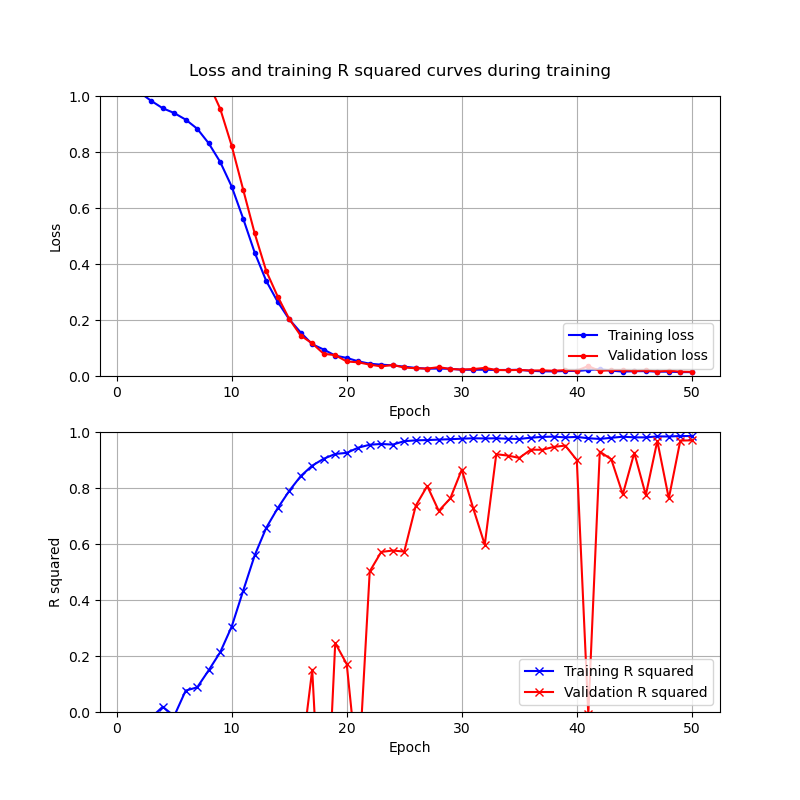 Loss and training R squared curves during training
1.0
0.8
0.6
0.4
0.2
0.0
Loss
0 10 20 30 40 50
Epoch
Training loss
Validation loss
1.0
0.8
0.6
0.4
0.2
0.0
R squared
0 10 20 30 40 50
Epoch
Training R squared
Validation R squared